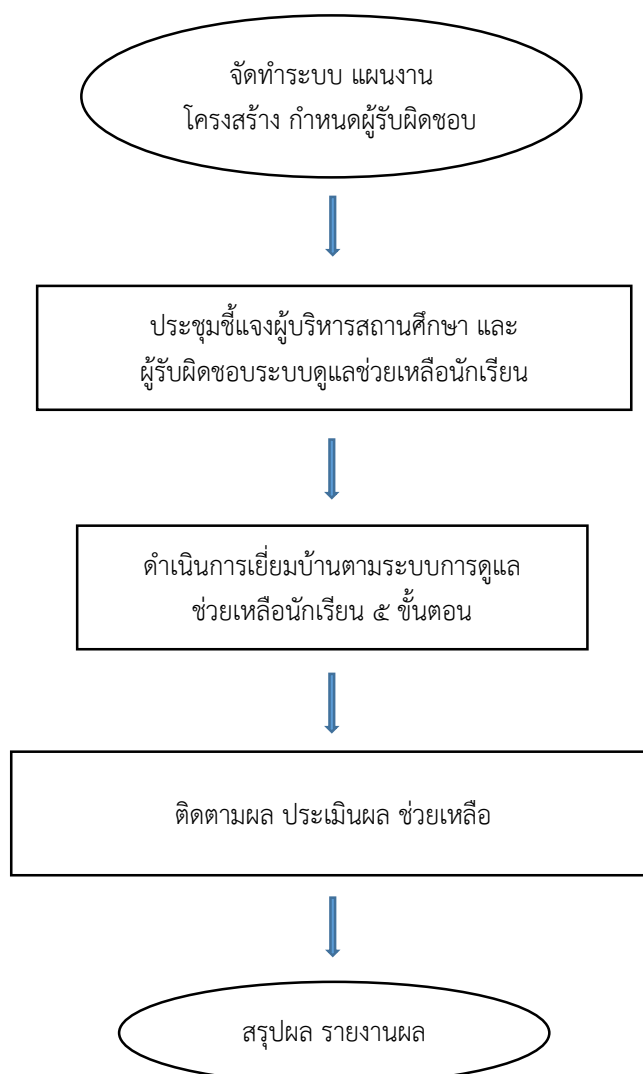 จัดทำระบบ แผนงาน
โครงสร้าง กำหนดผู้รับผิดชอบ
ประชุมชี้แจงผู้บริหารสถานศึกษา และ
ผู้รับผิดชอบระบบดูแลช่วยเหลือนักเรียน
ดำเนินการเยี่ยมบ้านตามระบบการดูแล
ช่วยเหลือนักเรียน ๕ ขั้นตอน
ติดตามผล ประเมินผล ช่วยเหลือ
สรุปผล รายงานผล